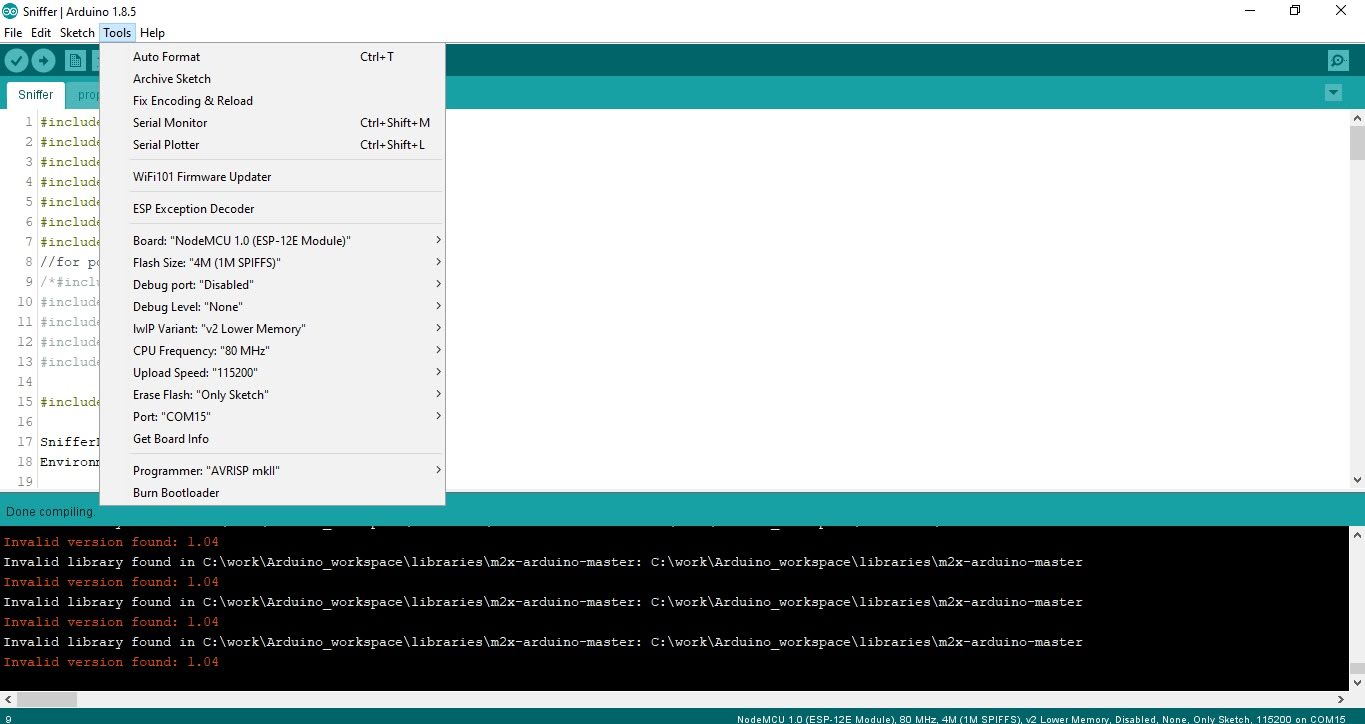 Sniffer | Arduino 1.8.5
File Edit Sketch Tools Help
Auto Format Ctrl+T
Archive Sketch
Fix Encoding & Reload
Serial Monitor Ctrl+Shift+M
Serial Plotter Ctrl+Shift+L
WiFi101 Firmware Updater
ESP Exception Decoder
Board: "NodeMCU 1.0 (ESP-12E Module)"
Flash Size: "4M (1M SPIFFS)"
Debug port: "Disabled"
Debug Level: "None"
lwIP Variant: "v2 Lower Memory"
CPU Frequency: "80 MHz"
Upload Speed: "115200"
Erase Flash: "Only Sketch"
Port: "COM15"
Get Board Info
Programmer: "AVRISP mkII"
Burn Bootloader
Sniffer
1 #include
2 #include
3 #include
4 #include
5 #include
6 #include
7 #include
8 //for
9 /*#inclu
10 #include
11 #include
12 #include
13 #include
14
15 #include
16
17 Sniffer
18 Environ
19
Done compiling.
Invalid version found: 1.04
Invalid library found in C:\work\Arduino_workspace\libraries\m2x-arduino-master: C:\work\Arduino_workspace\libraries\m2x-arduino-master
Invalid version found: 1.04
Invalid library found in C:\work\Arduino_workspace\libraries\m2x-arduino-master: C:\work\Arduino_workspace\libraries\m2x-arduino-master
Invalid version found: 1.04
Invalid library found in C:\work\Arduino_workspace\libraries\m2x-arduino-master: C:\work\Arduino_workspace\libraries\m2x-arduino-master
Invalid version found: 1.04
9 NodeMCU 1.0 (ESP-12E Module), 80 MHz, 4M (1M SPIFFS), v2 Lower Memory, Disabled, None, Only Sketch, 115200 on COM15